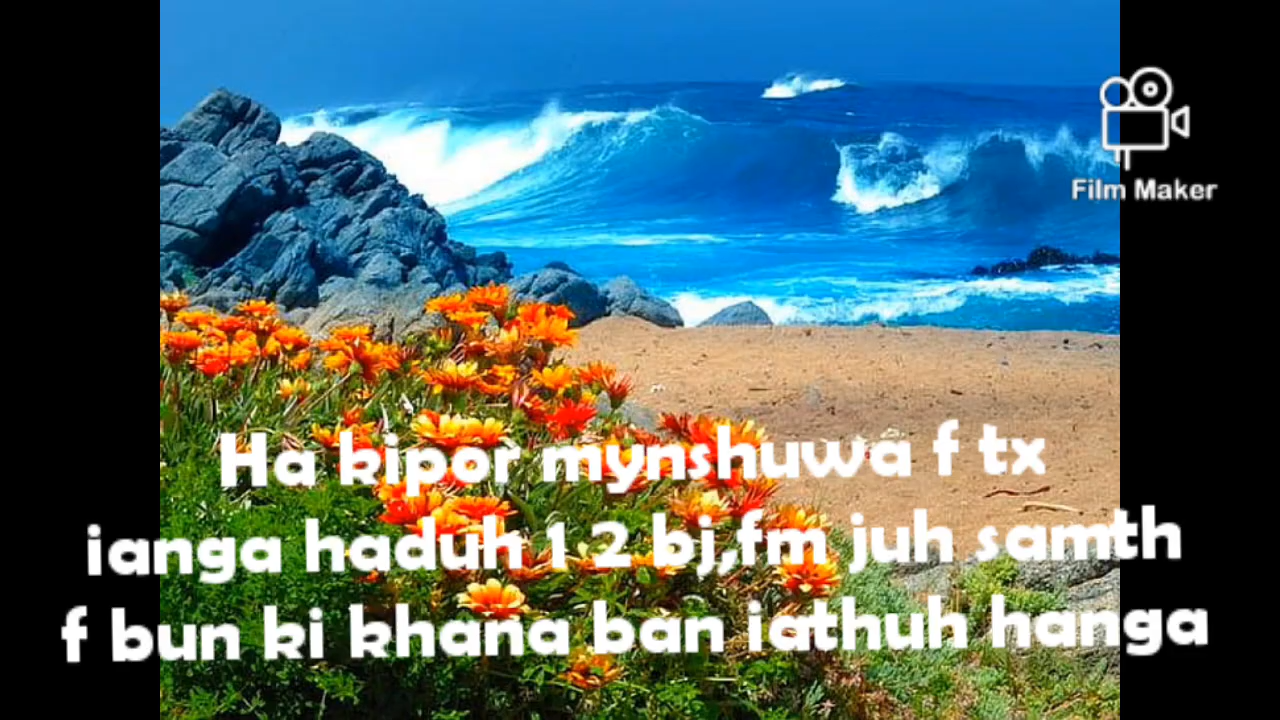 Film Maker
Ha kipor mynshuwa f tx
ianga haduh 1 2 bj,fm juh samth
f bun ki khana ban iathuh hanga